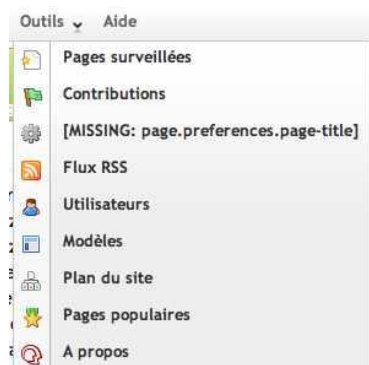 Outils Aide
Pages surveillées
Contributions
[MISSING: page.preferences.page-title]
Flux RSS
Utilisateurs
Modèles
Plan du site
Pages populaires
A propos